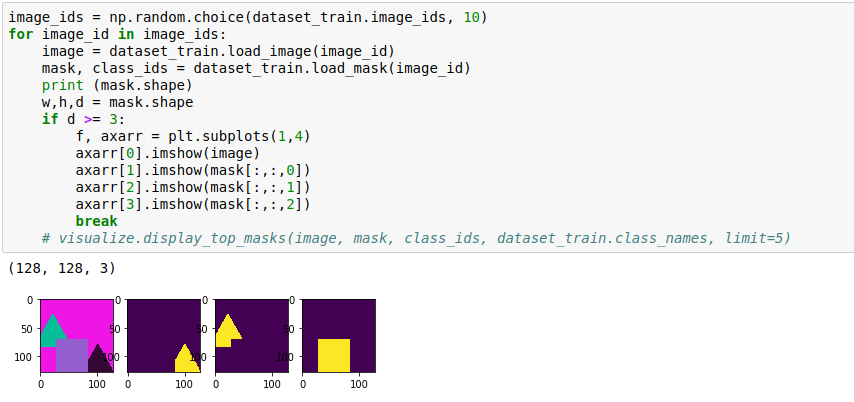 image_ids = np.random.choice(dataset_train.image_ids, 10)
for image_id in image_ids:
    image = dataset_train.load_image(image_id)
    mask, class_ids = dataset_train.load_mask(image_id)
    print (mask.shape)
    w,h,d = mask.shape
    if d >= 3:
        f, axarr = plt.subplots(1,4)
        axarr[0].imshow(image)
        axarr[1].imshow(mask[:,:,0])
        axarr[2].imshow(mask[:,:,1])
        axarr[3].imshow(mask[:,:,2])
        break
    # visualize.display_top_masks(image, mask, class_ids, dataset_train.class_names, limit=5)
(128, 128, 3)
0 0 0 0
50 50 50 50
100 100 100 100
0 100 0 100 0 100 0 100